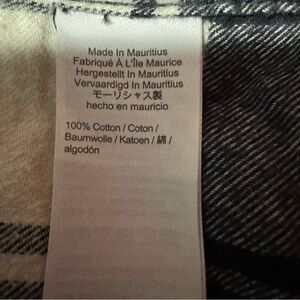 Made In Mauritius
Fabriqué À L'Île Maurice
Hergestellt In Mauritius
Vervaardigd In Mauritius
モーリシャス製
hecho en mauricio
100% Cotton / Coton /
Baumwolle / Katoen / 綿 /
algodón